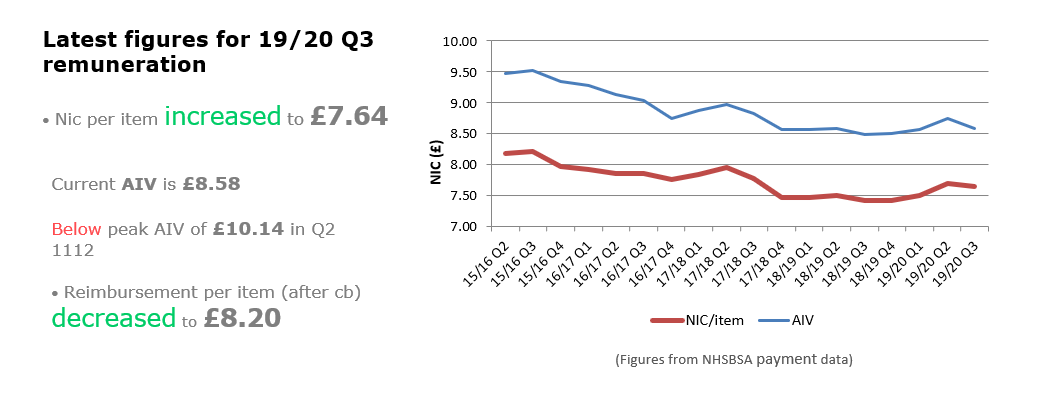 Latest figures for 19/20 Q3
remuneration
• Nic per item increased to £7.64
Current AIV is £8.58
Below peak AIV of £10.14 in Q2
1112
• Reimbursement per item (after cb)
decreased to £8.20
10.00
9.50
9.00
8.50
8.00
7.50
7.00
NIC (£)
15/16 Q2
15/16 Q3
15/16 Q4
16/17 Q1
16/17 Q2
16/17 Q3
16/17 Q4
17/18 Q1
17/18 Q2
17/18 Q3
17/18 Q4
18/19 Q1
18/19 Q2
18/19 Q3
18/19 Q4
19/20 Q1
19/20 Q2
19/20 Q3
NIC/item AIV
(Figures from NHSBSA payment data)